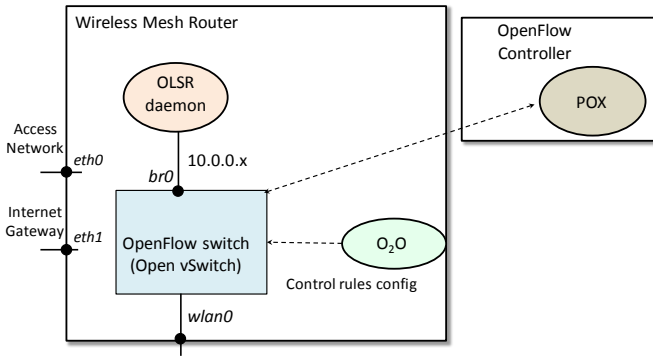 Wireless Mesh Router
OpenFlow
Controller
POX
OLSR
daemon
Access
Network
eth0
10.0.0.x
br0
Internet
Gateway
eth1
OpenFlow switch
(Open vSwitch)
O₂O
Control rules config
wlan0